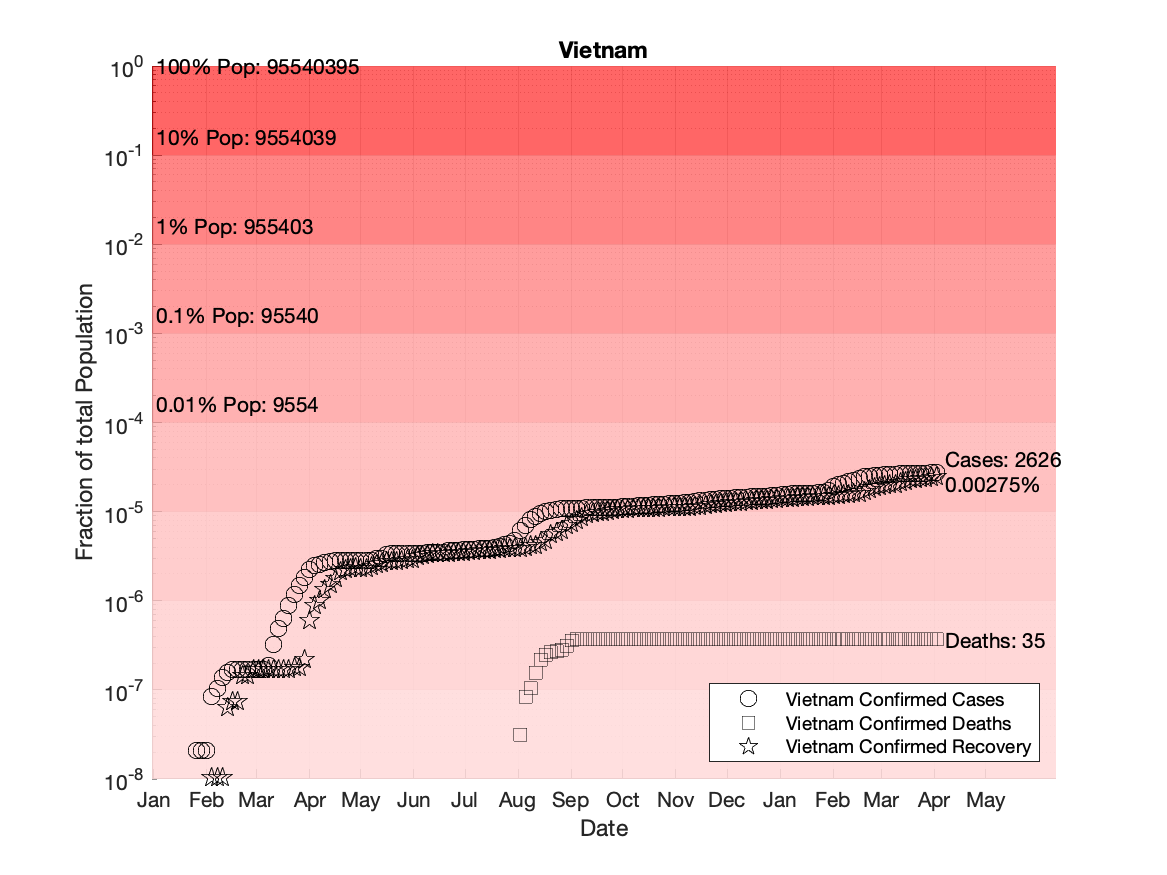 Vietnam
10^0
100% Pop: 95540395
10% Pop: 9554039
10^-1
1% Pop: 955403
10^-2
0.1% Pop: 95540
10^-3
0.01% Pop: 9554
10^-4
Cases: 2626
0.00275%
10^-5
10^-6
Deaths: 35
10^-7
10^-8
Fraction of total Population
Vietnam Confirmed Cases
Vietnam Confirmed Deaths
Vietnam Confirmed Recovery
Jan Feb Mar Apr May Jun Jul Aug Sep Oct Nov Dec Jan Feb Mar Apr May
Date